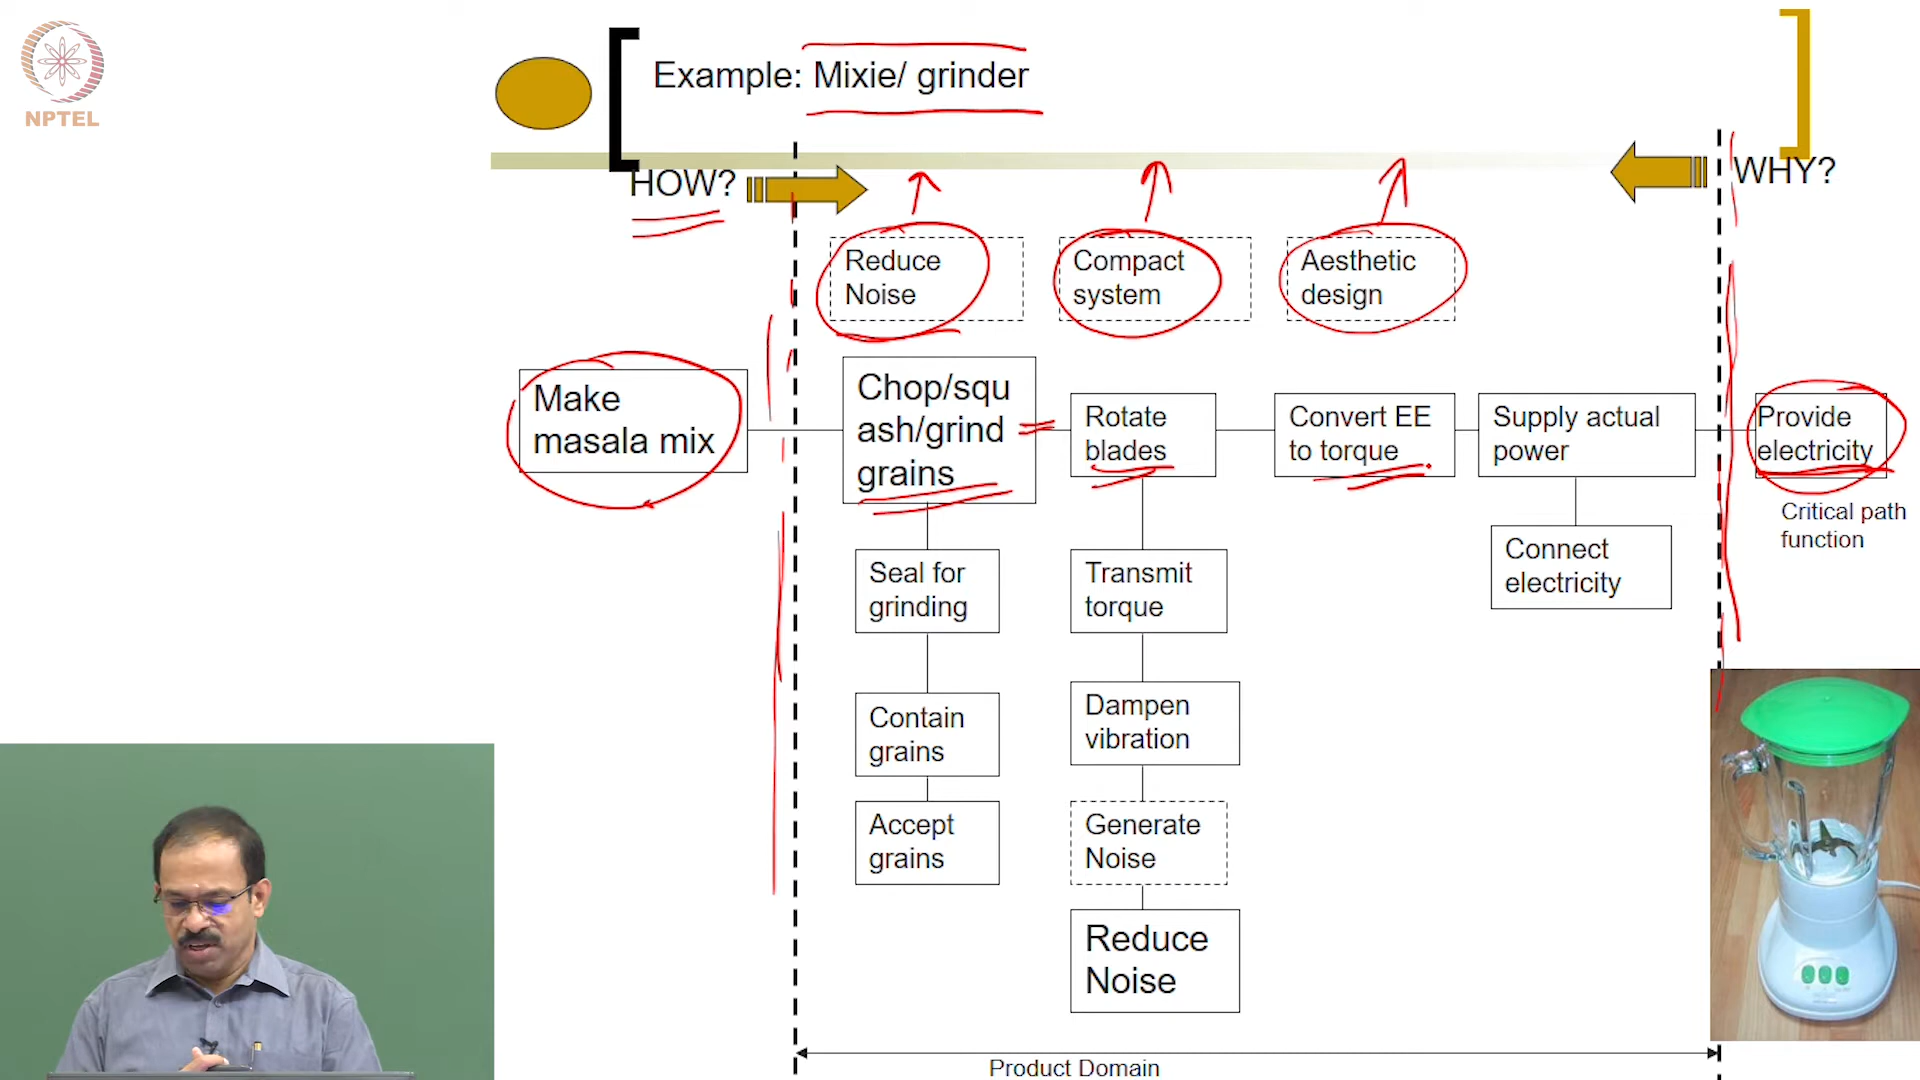 NPTEL
Example: Mixie/ grinder
HOW?
WHY?
Reduce
Noise
Compact
system
Aesthetic
design
Make
masala mix
Chop/squ
ash/grind
grains
Rotate
blades
Convert EE
to torque
Supply actual
power
Provide
electricity
Critical path
function
Connect
electricity
Seal for
grinding
Transmit
torque
Contain
grains
Dampen
vibration
Accept
grains
Generate
Noise
Reduce
Noise
Product Domain